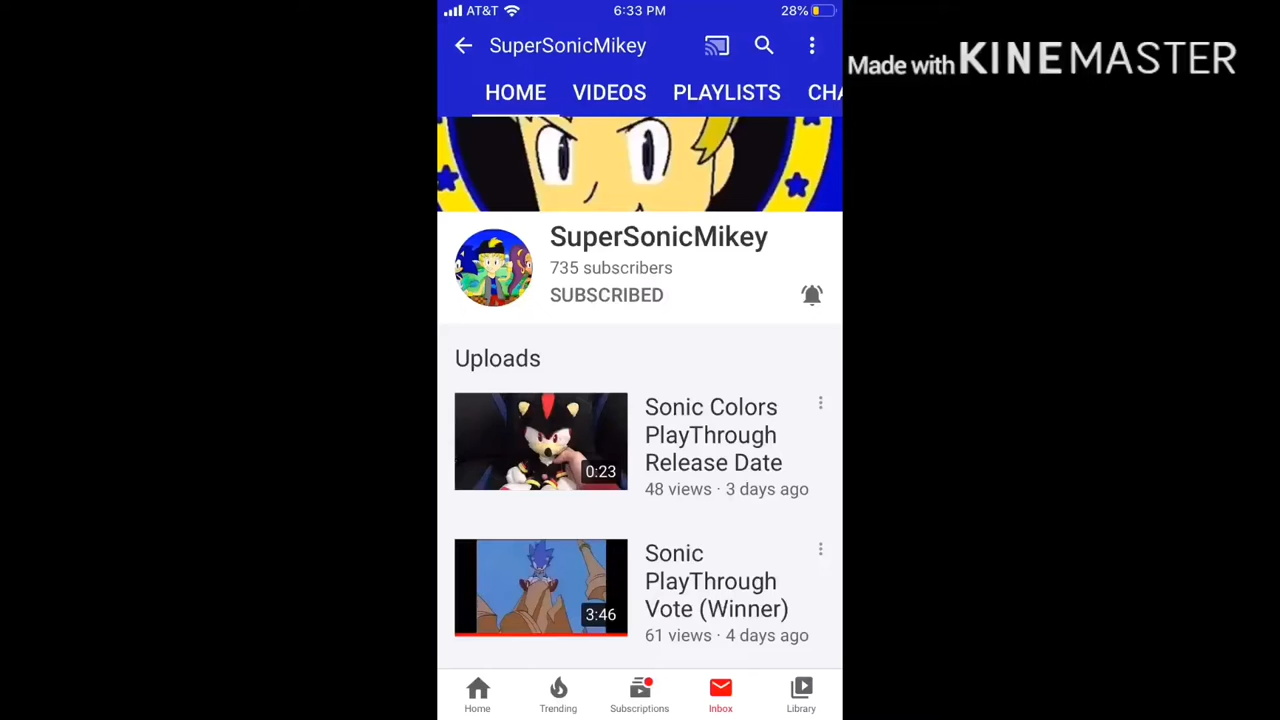 AT&T 6:33 PM 28%
Made with KINEMASTER
SuperSonicMikey
HOME VIDEOS PLAYLISTS CHA
SuperSonicMikey
735 subscribers
SUBSCRIBED
Uploads
Sonic Colors
PlayThrough
Release Date
0:23
48 views · 3 days ago
Sonic
PlayThrough
Vote (Winner)
3:46
61 views · 4 days ago
Home Trending Subscriptions Inbox Library